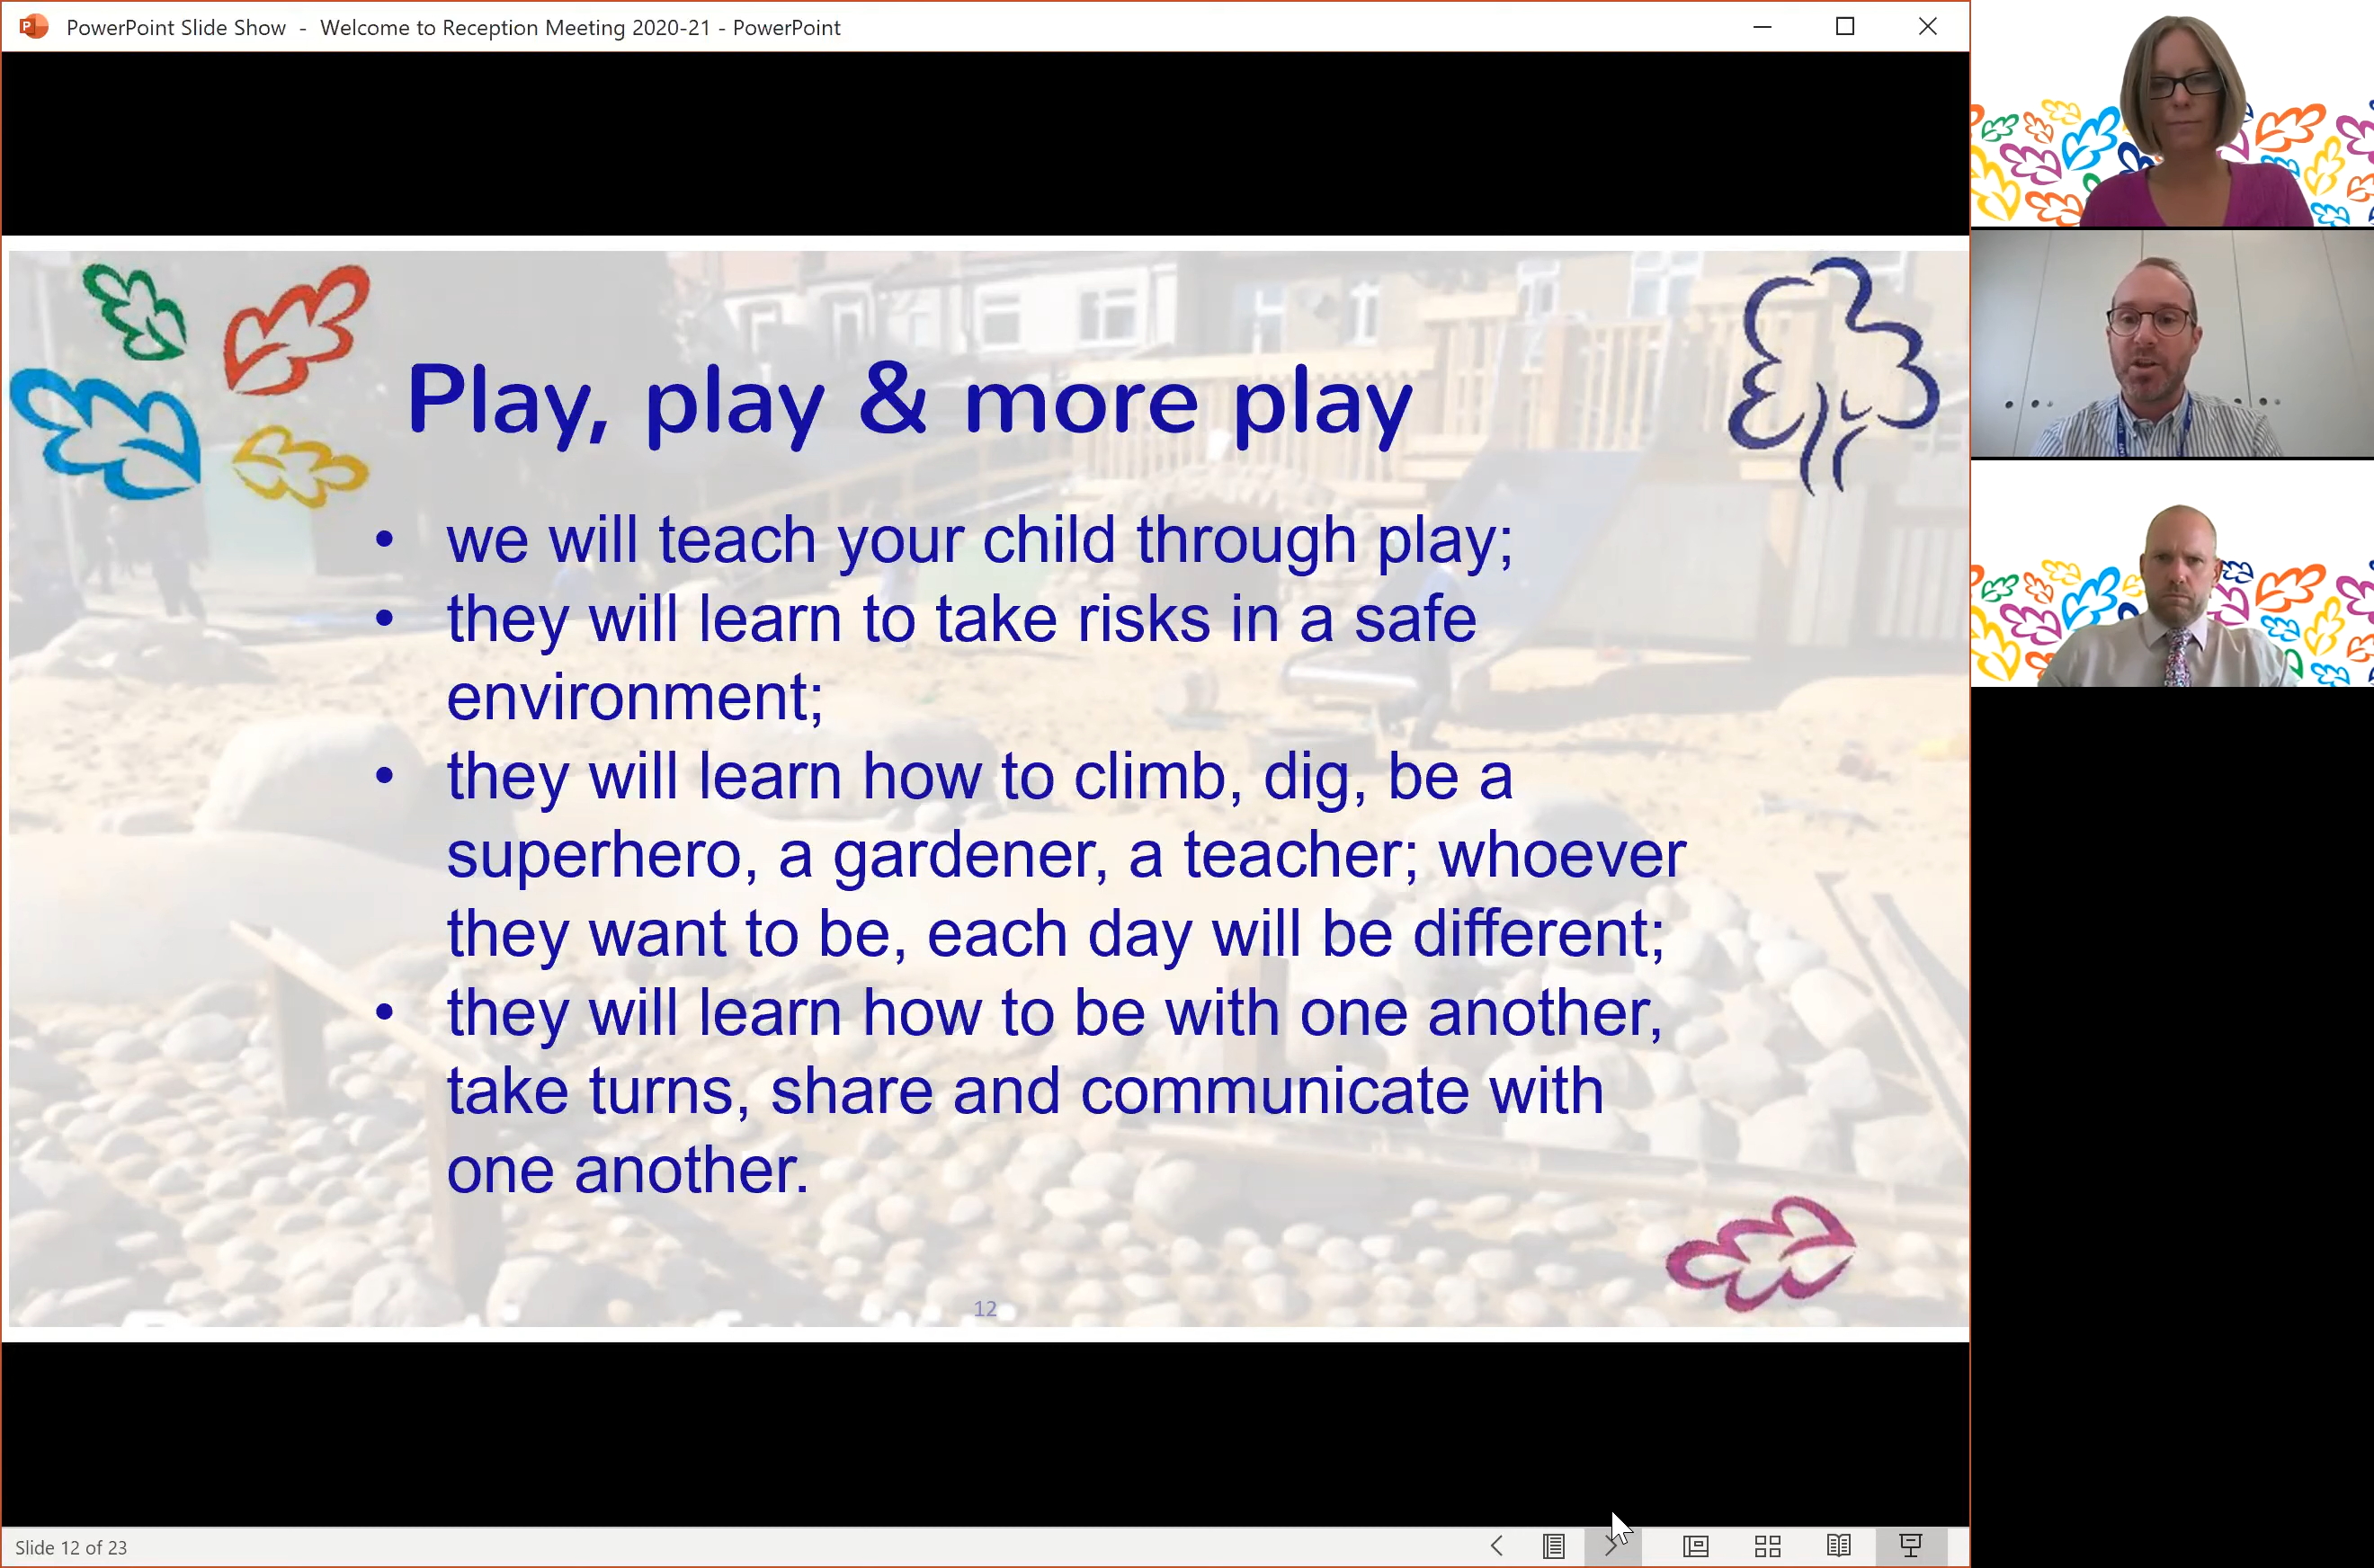 PowerPoint Slide Show - Welcome to Reception Meeting 2020-21 - PowerPoint
Play, play & more play
• we will teach your child through play;
• they will learn to take risks in a safe
environment;
• they will learn how to climb, dig, be a
superhero, a gardener, a teacher; whoever
they want to be, each day will be different;
• they will learn how to be with one another,
take turns, share and communicate with
one another.
12
Slide 12 of 23